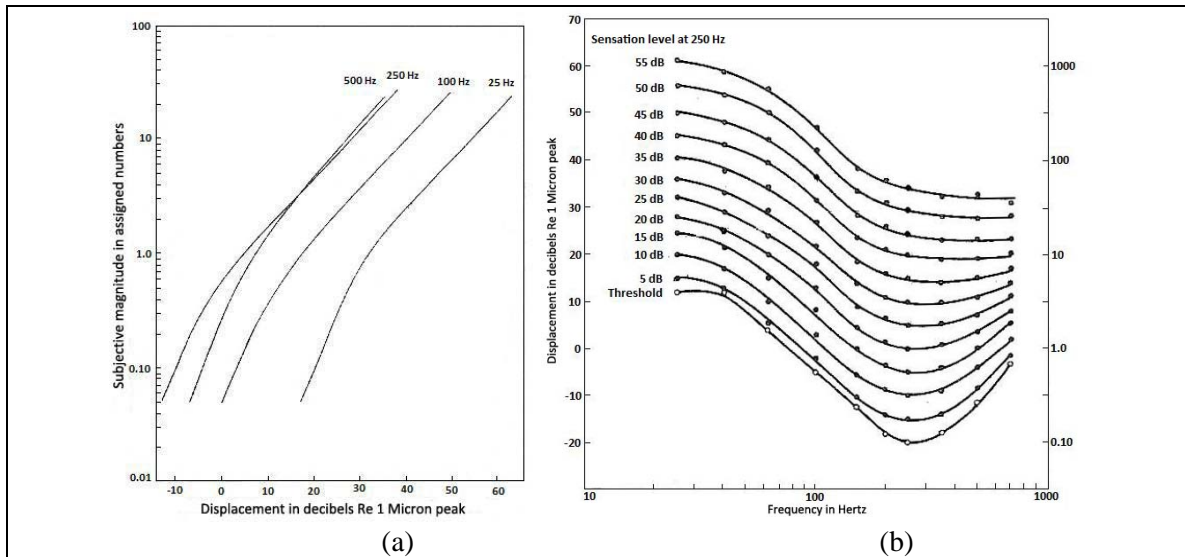 100
10
1.0
0.10
0.01
Subjective magnitude in assigned numbers
500 Hz 250 Hz 100 Hz 25 Hz
-10 0 10 20 30 40 50 60
Displacement in decibels Re 1 Micron peak
(a)
70
60
50
40
30
20
10
0
-10
-20
Displacement in decibels Re 1 Micron peak
Sensation level at 250 Hz
55 dB
50 dB
45 dB
40 dB
35 dB
30 dB
25 dB
20 dB
15 dB
10 dB
5 dB
Threshold
1000
100
10
1.0
0.10
10 100 1000
Frequency in Hertz
(b)